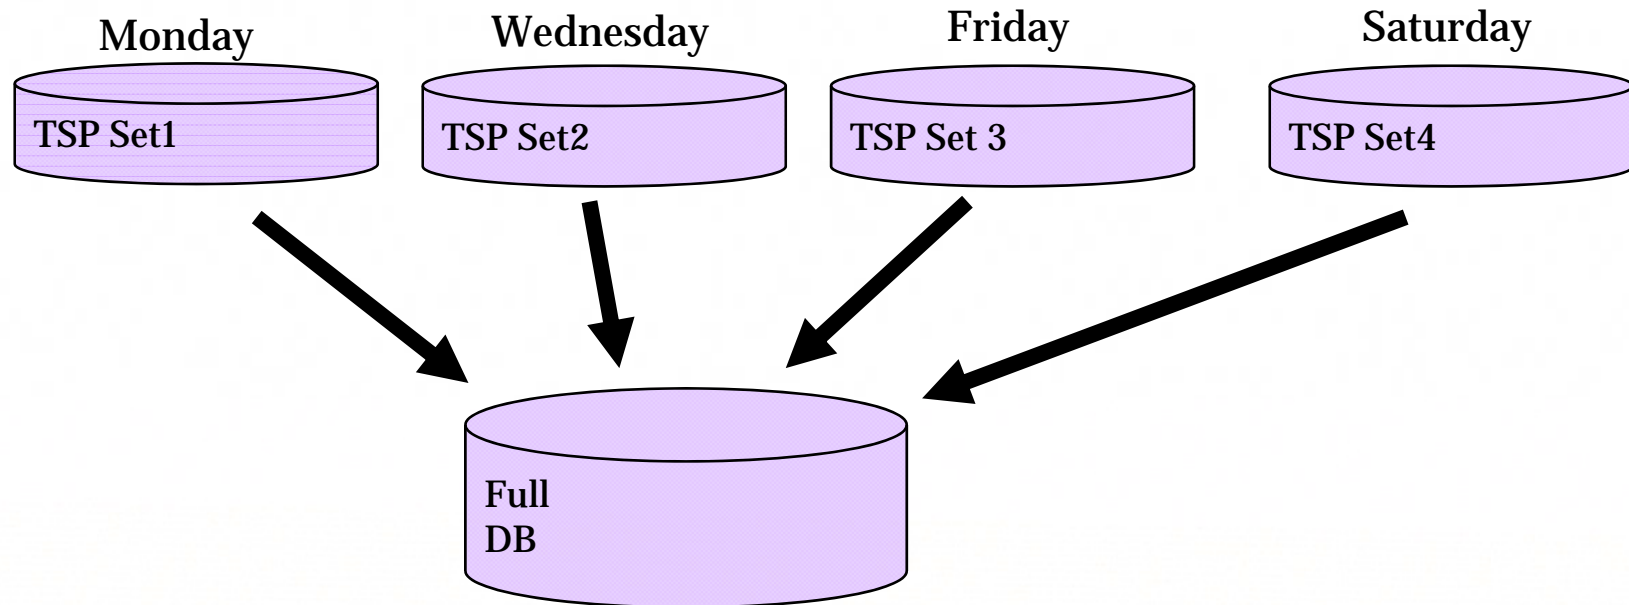 Monday
Wednesday
Friday
Saturday
TSP Set1
TSP Set2
TSP Set 3
TSP Set4
Full
DB